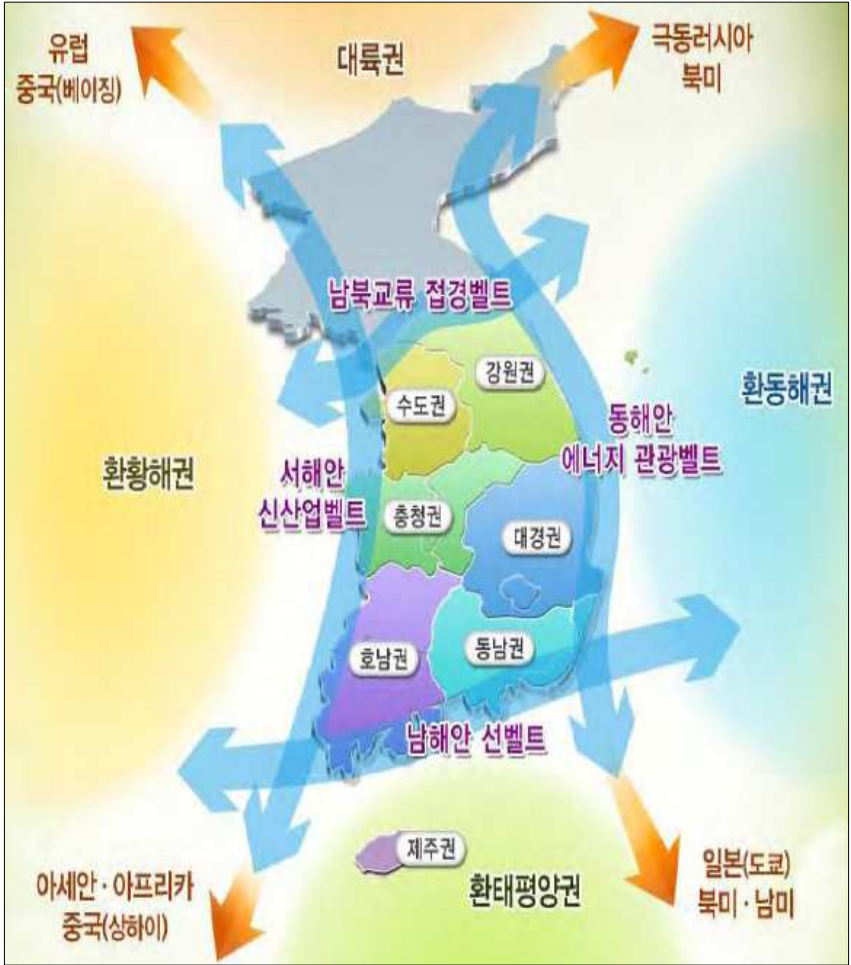 유럽
중국(베이징)
대륙권
극동러시아
북미
남북교류 접경벨트
강원권
수도권
환동해권
동해안
에너지 관광벨트
환황해권
서해안
신산업벨트
충청권
대경권
호남권
동남권
남해안 선벨트
제주권
환태평양권
아세안·아프리카
중국(상하이)
일본(도쿄)
북미·남미